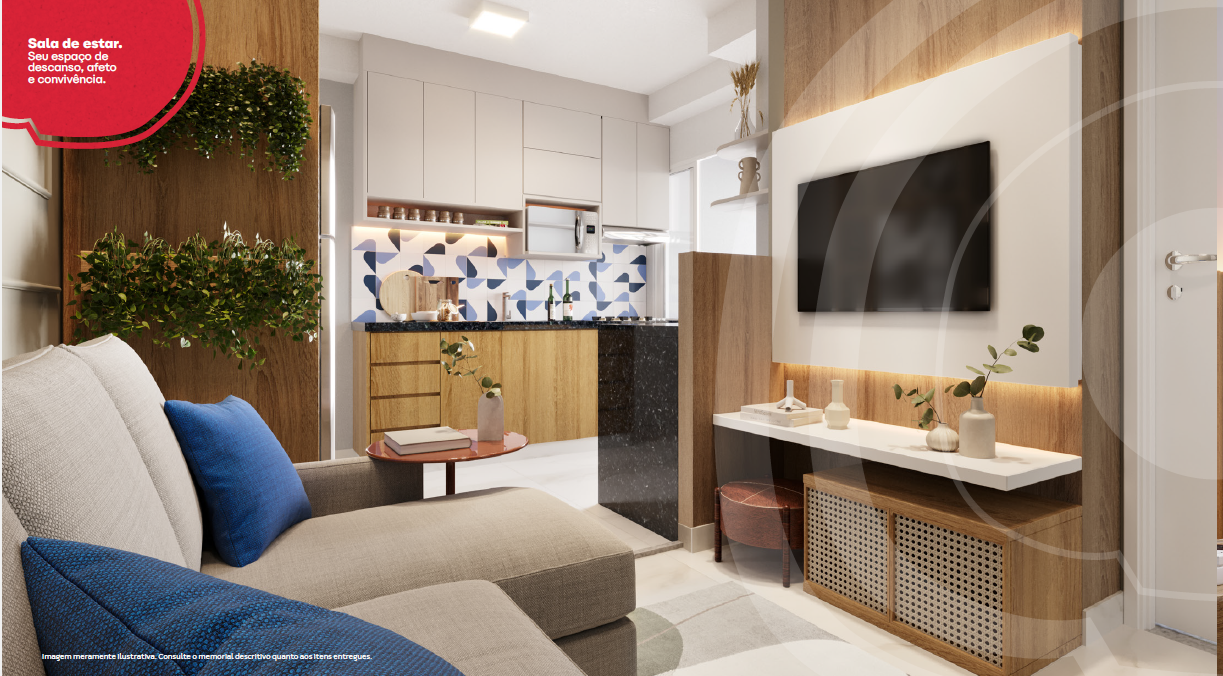 Sala de estar.
Seu espaço de
descanso, afeto
e convivência.
Imagem meramente ilustrativa. Consulte o memorial descritivo quanto aos itens entregues.